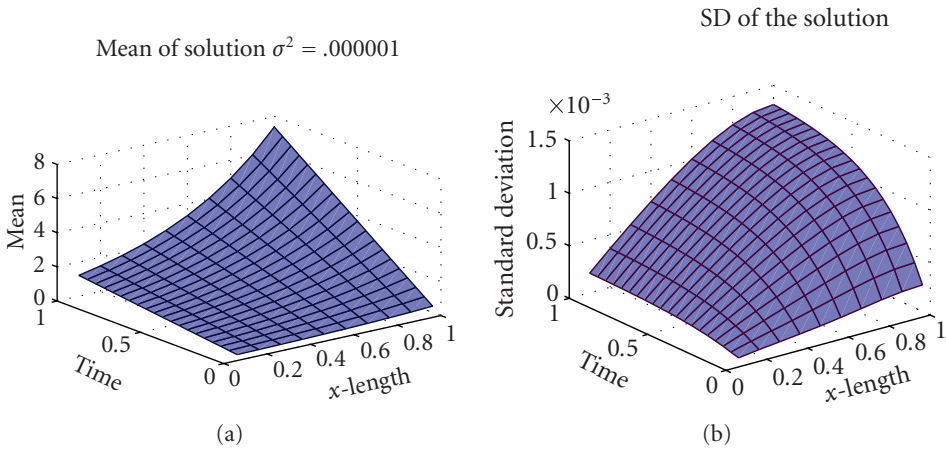 Mean of solution σ² = .000001
8
6
4
2
0
Mean
1
0.5
0
Time
0
0.2
0.4
0.6
0.8
1
x-length
(a)
SD of the solution
×10⁻³
1.5
1
0.5
0
Standard deviation
1
0.5
0
Time
0
0.2
0.4
0.6
0.8
1
x-length
(b)